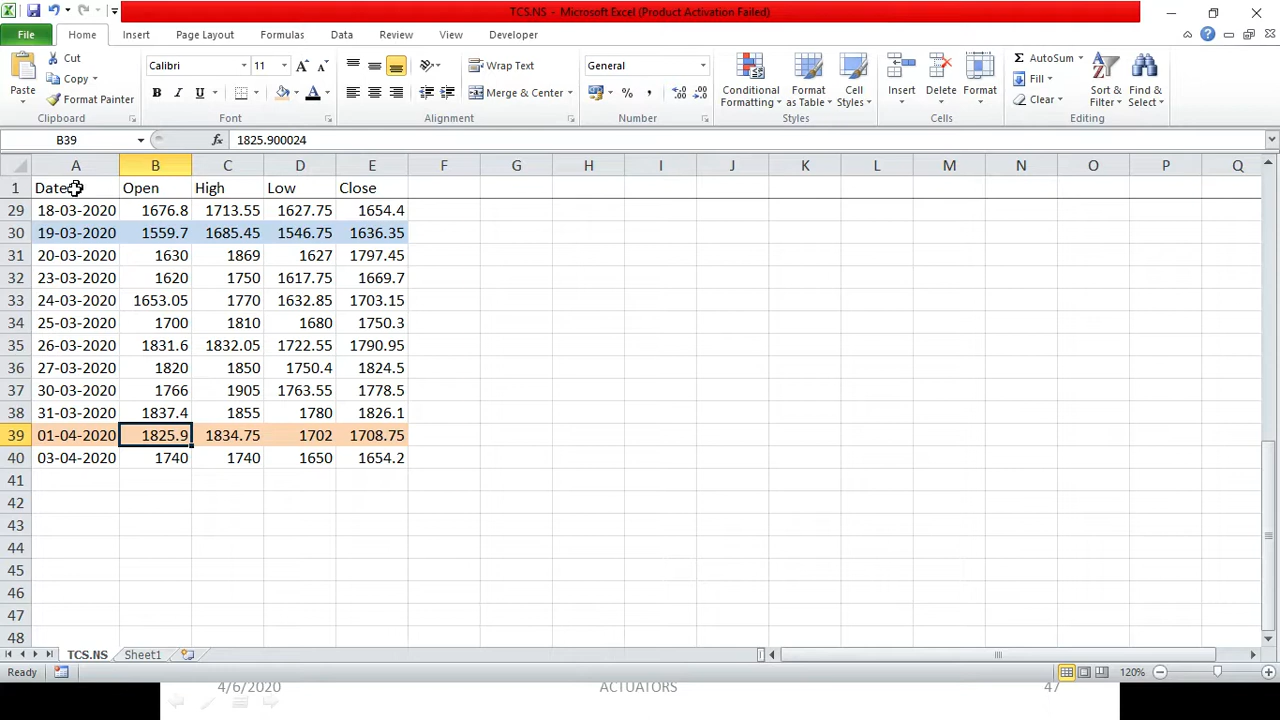 TCS.NS - Microsoft Excel (Product Activation Failed)
File Home Insert Page Layout Formulas Data Review View Developer
Paste
Cut
Copy
Format Painter
Clipboard
Calibri 11
B I U
Font
Wrap Text
Merge & Center
Alignment
General
%
Number
Conditional Formatting
Format as Table
Cell Styles
Styles
Insert Delete Format
Cells
AutoSum
Fill
Clear
Sort & Filter
Find & Select
Editing
B39 fx 1825.900024
A B C D E F G H I J K L M N O P Q
1 Date Open High Low Close
29 18-03-2020 1676.8 1713.55 1627.75 1654.4
30 19-03-2020 1559.7 1685.45 1546.75 1636.35
31 20-03-2020 1630 1869 1627 1797.45
32 23-03-2020 1620 1750 1617.75 1669.7
33 24-03-2020 1653.05 1770 1632.85 1703.15
34 25-03-2020 1700 1810 1680 1750.3
35 26-03-2020 1831.6 1832.05 1722.55 1790.95
36 27-03-2020 1820 1850 1750.4 1824.5
37 30-03-2020 1766 1905 1763.55 1778.5
38 31-03-2020 1837.4 1855 1780 1826.1
39 01-04-2020 1825.9 1834.75 1702 1708.75
40 03-04-2020 1740 1740 1650 1654.2
41
42
43
44
45
46
47
48
TCS.NS Sheet1
Ready 120%
4/6/2020 ACTUATORS 47